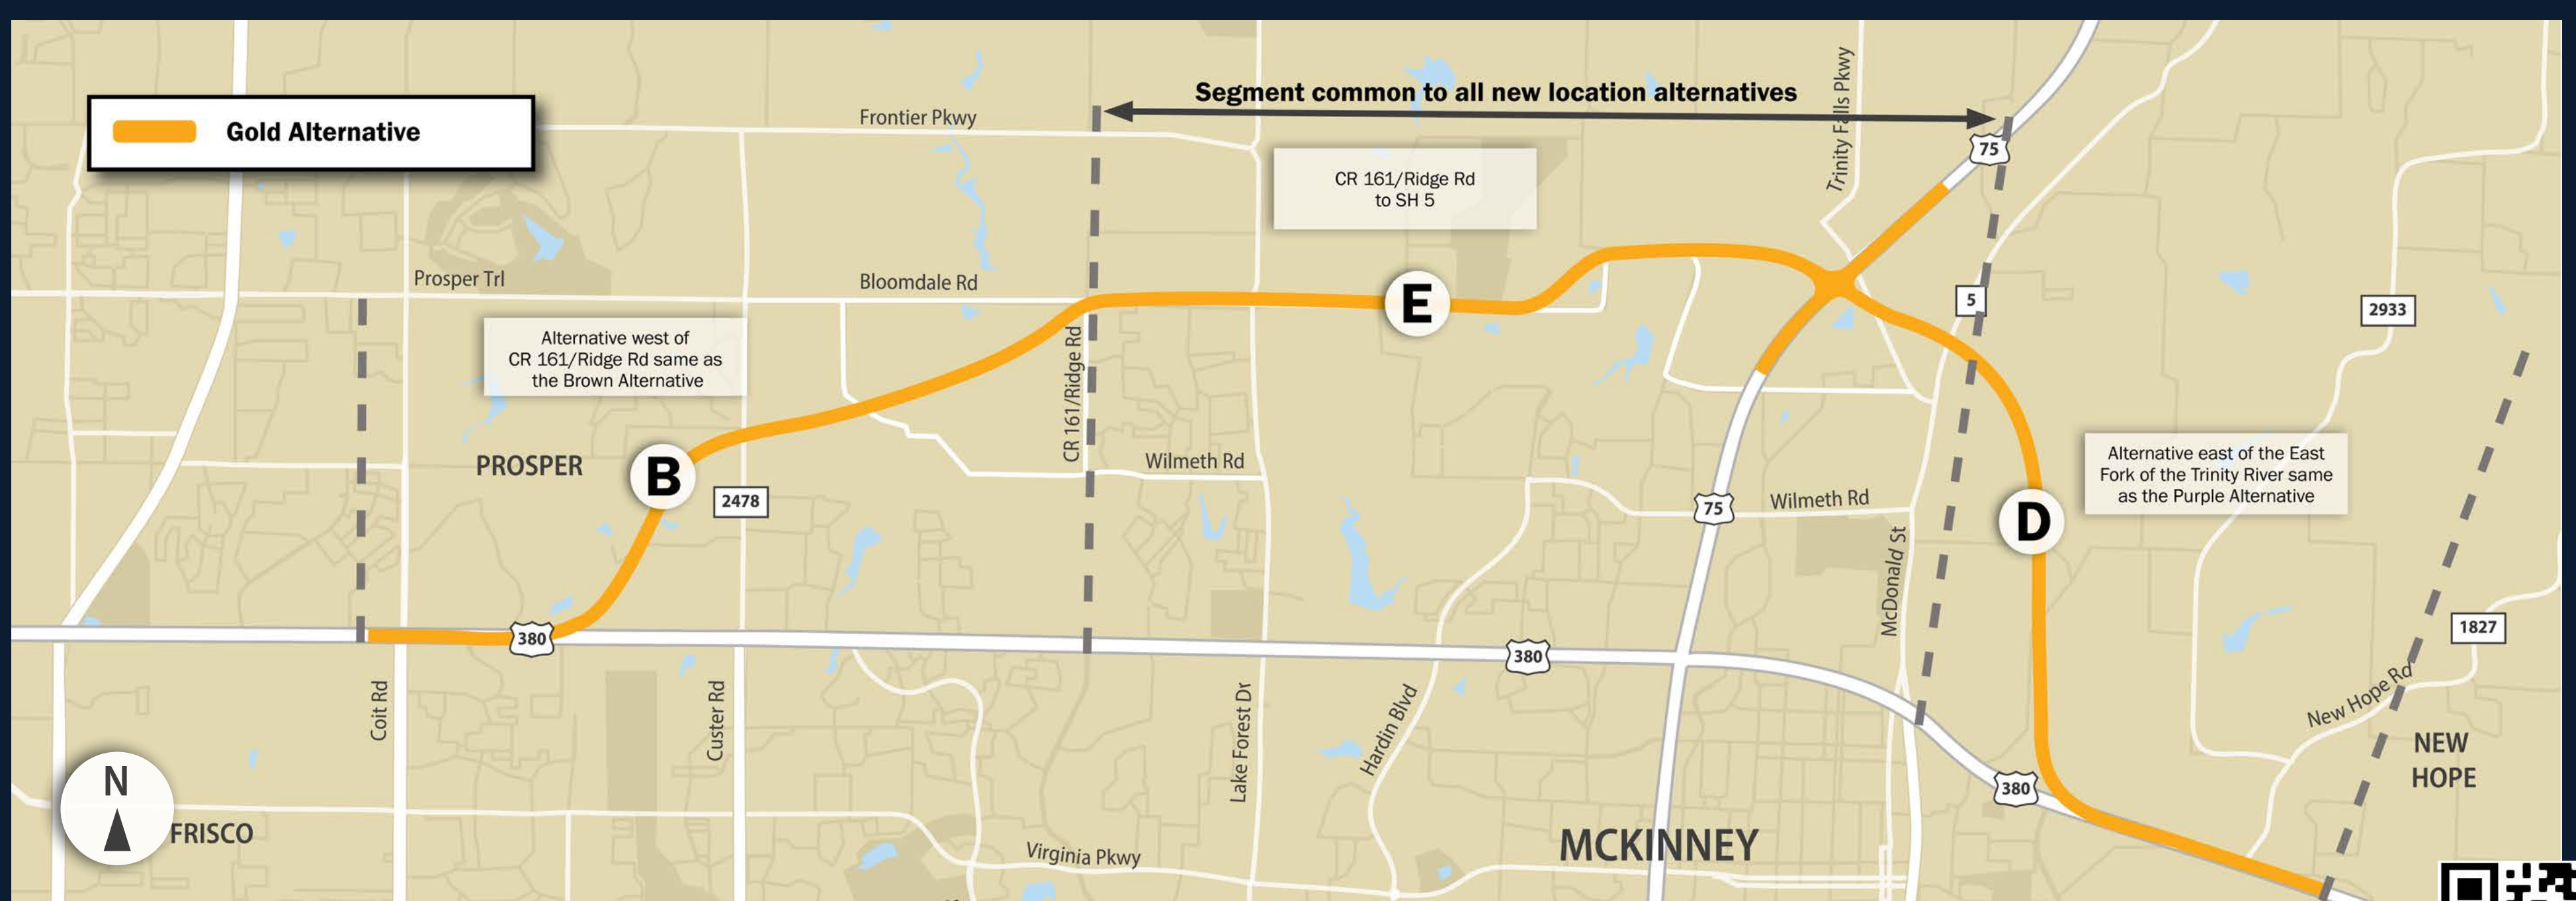 Gold Alternative
Segment common to all new location alternatives
Frontier Pkwy
Trinity Falls Pkwy
75
CR 161/Ridge Rd
to SH 5
Prosper Trl
Bloomdale Rd
E
5
2933
Alternative west of
CR 161/Ridge Rd same as
the Brown Alternative
CR 161/Ridge Rd
PROSPER
B
2478
Wilmeth Rd
75
Wilmeth Rd
D
Alternative east of the East
Fork of the Trinity River same
as the Purple Alternative
McDonald St
380
380
1827
Coit Rd
Custer Rd
Lake Forest Dr
Hardin Blvd
New Hope Rd
NEW
HOPE
N
380
FRISCO
Virginia Pkwy
MCKINNEY